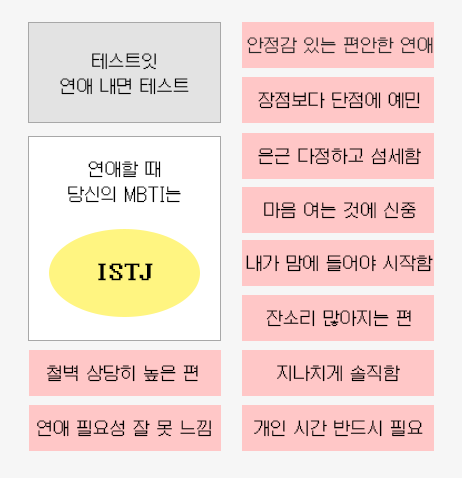 테스트잇
연애 내면 테스트
연애할 때
당신의 MBTI는
ISTJ
철벽 상당히 높은 편
연애 필요성 잘 못 느낌
안정감 있는 편안한 연애
장점보다 단점에 예민
은근 다정하고 섬세함
마음 여는 것에 신중
내가 맘에 들어야 시작함
잔소리 많아지는 편
지나치게 솔직함
개인 시간 반드시 필요